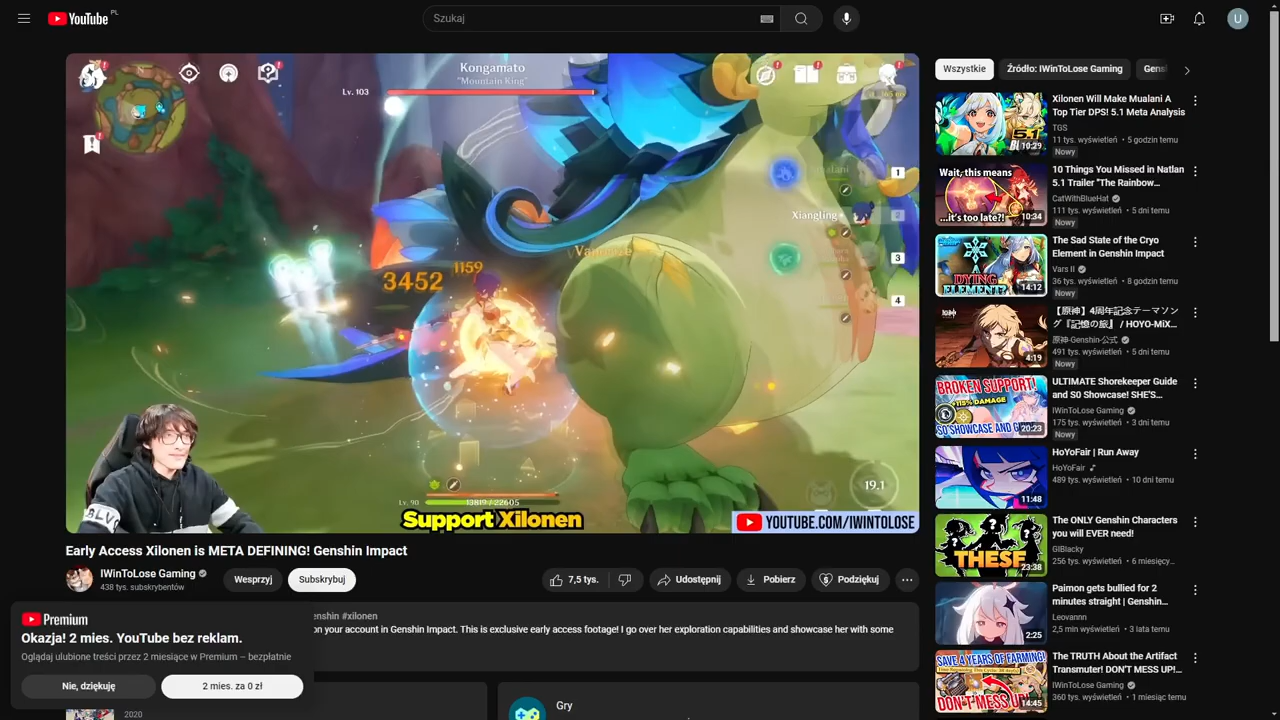 YouTube PL
Szukaj
U
Kongamato
"Mountain King"
Lv. 103
1
Xiangling
2
3
4
Vaporize
3452
1159
19.1
Lv. 90
13819 / 22605
BLV
Support Xilonen
YOUTUBE.COM/IWINTOLOSE
Early Access Xilonen is META DEFINING! Genshin Impact
IWinToLose Gaming
438 tys. subskrybentów
Wesprzyj
Subskrybuj
7,5 tys.
Udostępnij
Pobierz
Podziękuj
enshin #xilonen
on your account in Genshin Impact. This is exclusive early access footage! I go over her exploration capabilities and showcase her with some
Premium
Okazja! 2 mies. YouTube bez reklam.
Oglądaj ulubione treści przez 2 miesiące w Premium – bezpłatnie
Nie, dziękuję
2 mies. za 0 zł
2020
Gry
Wszystkie
Źródło: IWinToLose Gaming
Gensl
5.1
10:29
Xilonen Will Make Mualani A
Top Tier DPS! 5.1 Meta Analysis
TGS
11 tys. wyświetleń • 5 godzin temu
Nowy
Wait, this means
...it's too late?!
10:34
10 Things You Missed in Natlan
5.1 Trailer "The Rainbow...
CatWithBlueHat
111 tys. wyświetleń • 5 dni temu
Nowy
A DYING
ELEMENT?
14:12
The Sad State of the Cryo
Element in Genshin Impact
Vars II
36 tys. wyświetleń • 8 godzin temu
Nowy
4:19
【原神】4周年記念テーマソン
グ『記憶の旅』 / HOYO-MiX...
原神-Genshin-公式
491 tys. wyświetleń • 5 dni temu
Nowy
BROKEN SUPPORT!
+115% DAMAGE
SO SHOWCASE AND G
20:23
ULTIMATE Shorekeeper Guide
and S0 Showcase! SHE'S...
IWinToLose Gaming
175 tys. wyświetleń • 3 dni temu
Nowy
11:48
HoYoFair | Run Away
HoYoFair
489 tys. wyświetleń • 10 dni temu
THESE
23:38
The ONLY Genshin Characters
you will EVER need!
GIBlacky
256 tys. wyświetleń • 6 miesięcy...
2:25
Paimon gets bullied for 2
minutes straight | Genshin...
Leovannn
2,5 mln wyświetleń • 3 lata temu
SAVE 4 YEARS OF FARMING!
DON'T MESS UP!
14:45
The TRUTH About the Artifact
Transmuter! DON'T MESS UP!...
IWinToLose Gaming
360 tys. wyświetleń • 1 miesiąc temu